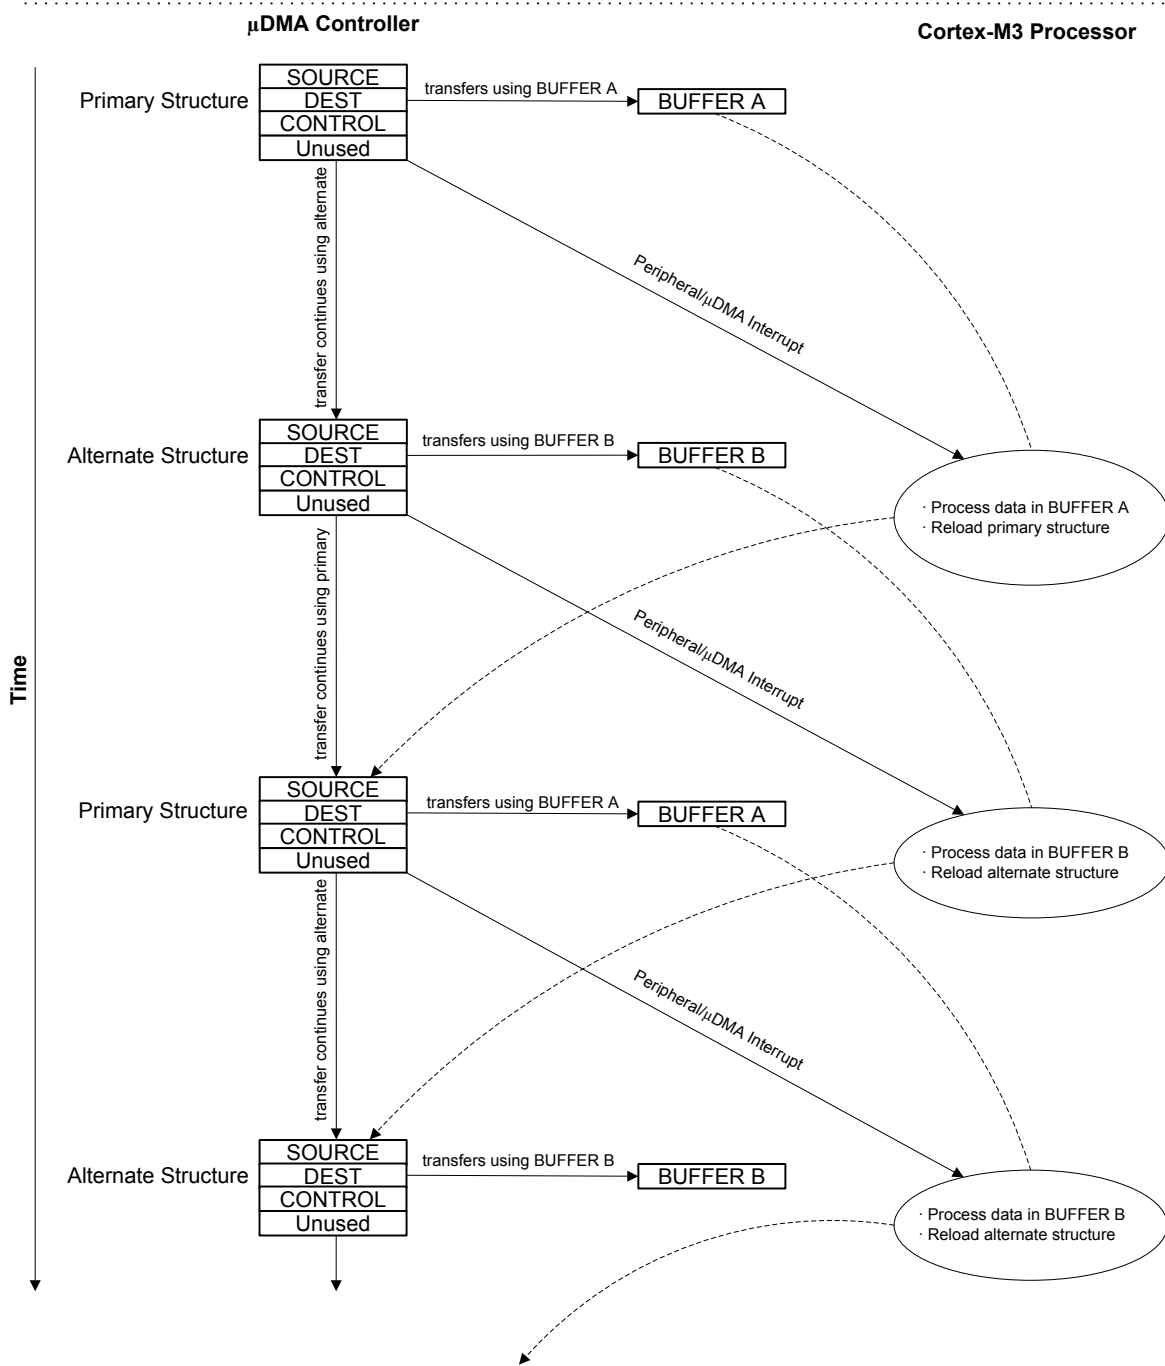 μDMA Controller
Cortex-M3 Processor
Time
Primary Structure
SOURCE
DEST
CONTROL
Unused
transfers using BUFFER A
BUFFER A
transfer continues using alternate
Peripheral/μDMA Interrupt
· Process data in BUFFER A
· Reload primary structure
Alternate Structure
SOURCE
DEST
CONTROL
Unused
transfers using BUFFER B
BUFFER B
transfer continues using primary
Peripheral/μDMA Interrupt
· Process data in BUFFER B
· Reload alternate structure
Primary Structure
SOURCE
DEST
CONTROL
Unused
transfers using BUFFER A
BUFFER A
transfer continues using alternate
Peripheral/μDMA Interrupt
· Process data in BUFFER B
· Reload alternate structure
Alternate Structure
SOURCE
DEST
CONTROL
Unused
transfers using BUFFER B
BUFFER B